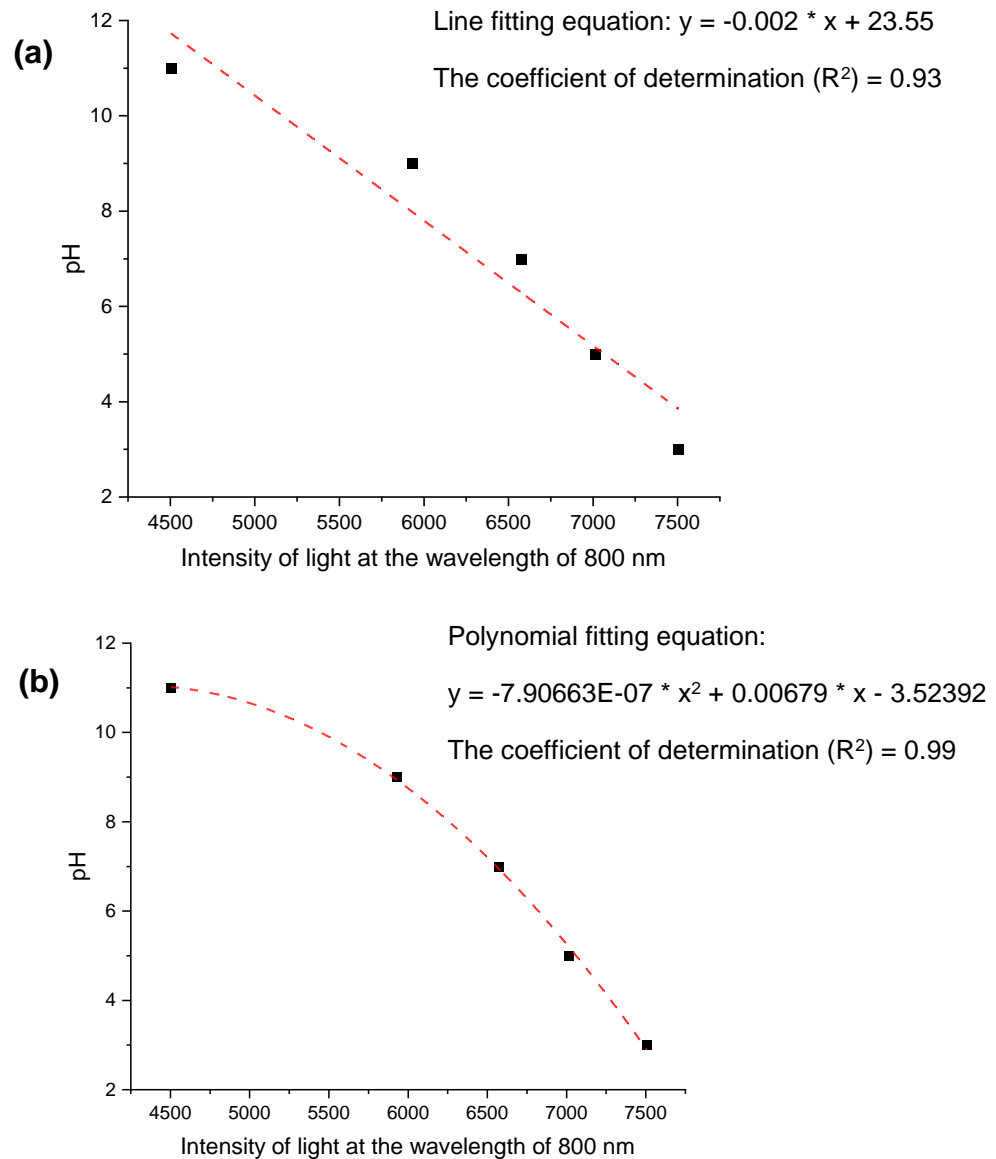 (a)
Line fitting equation: y = -0.002 * x + 23.55
The coefficient of determination (R²) = 0.93
12
10
8
6
4
2
pH
4500 5000 5500 6000 6500 7000 7500
Intensity of light at the wavelength of 800 nm
(b)
Polynomial fitting equation:
y = -7.90663E-07 * x² + 0.00679 * x - 3.52392
The coefficient of determination (R²) = 0.99
12
10
8
6
4
2
pH
4500 5000 5500 6000 6500 7000 7500
Intensity of light at the wavelength of 800 nm